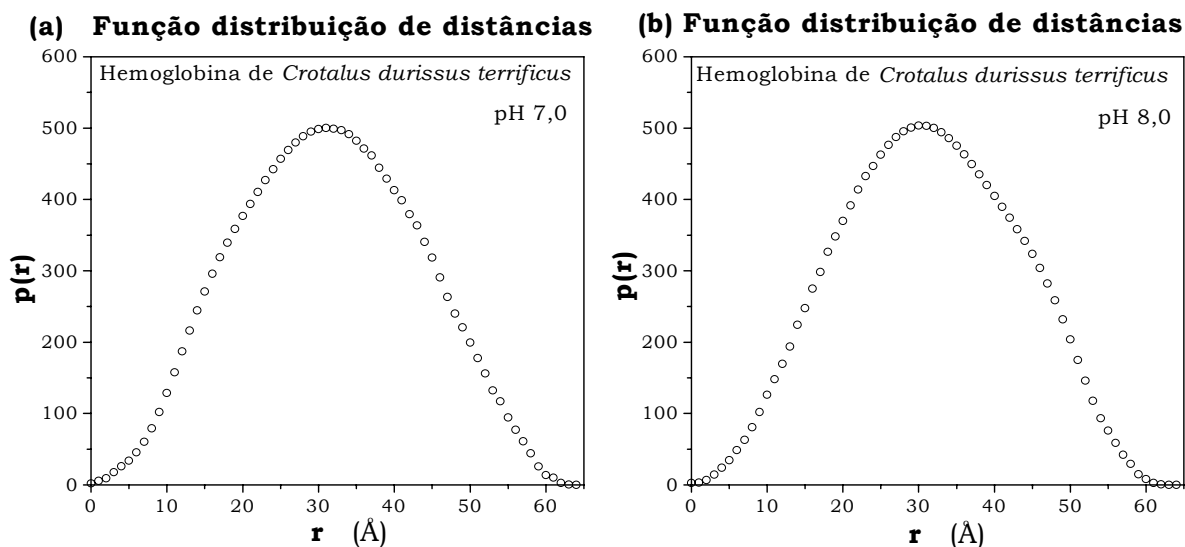 (a) Função distribuição de distâncias
600
500
400
300
200
100
0
p(r)
Hemoglobina de Crotalus durissus terrificus
pH 7,0
0 10 20 30 40 50 60
r (Å)
(b) Função distribuição de distâncias
600
500
400
300
200
100
0
p(r)
Hemoglobina de Crotalus durissus terrificus
pH 8,0
0 10 20 30 40 50 60
r (Å)